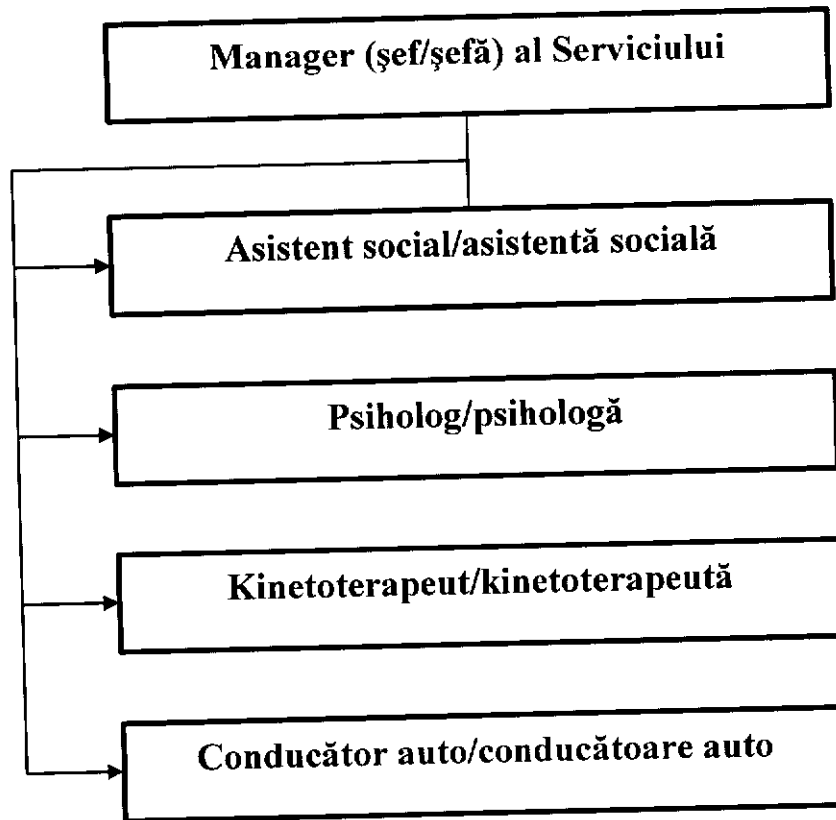 Manager (şef/şefă) al Serviciului
Asistent social/asistentă socială
Psiholog/psihologă
Kinetoterapeut/kinetoterapeută
Conducător auto/conducătoare auto